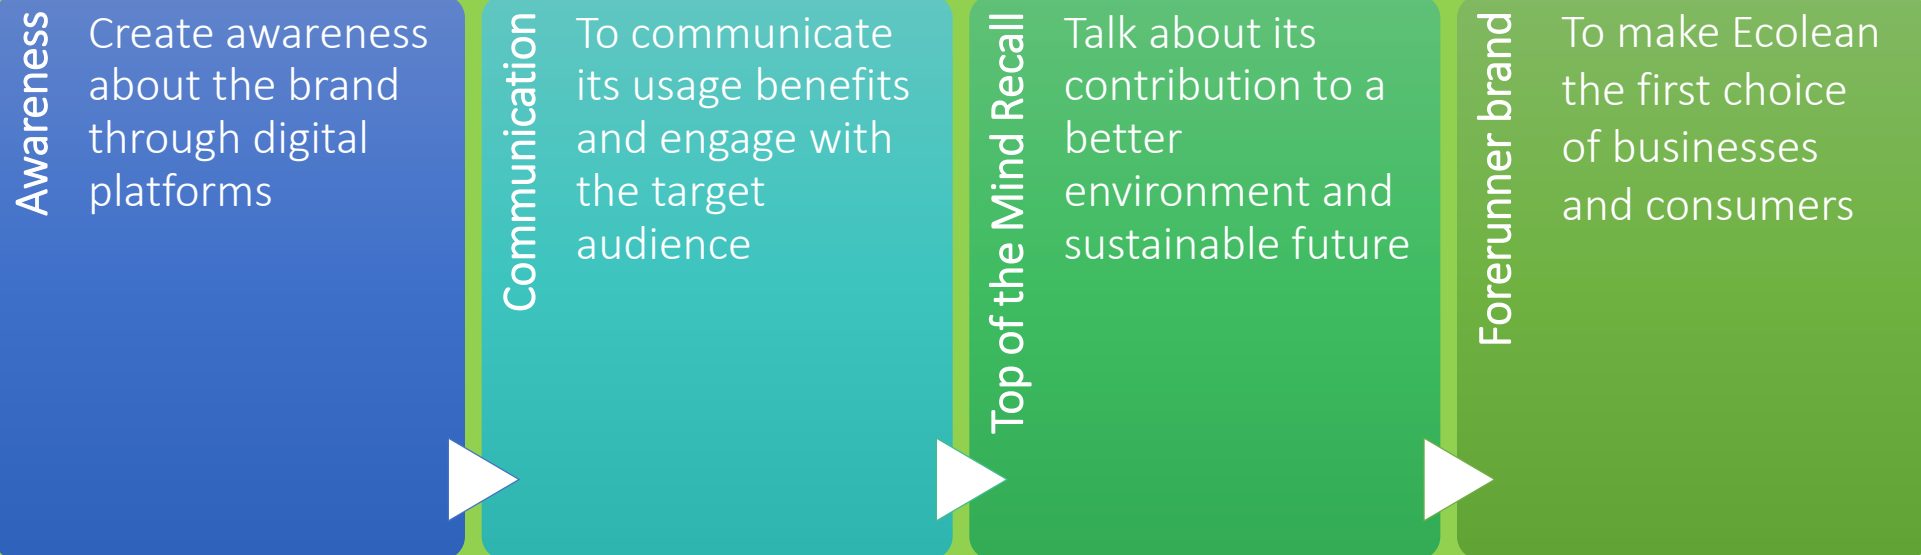 Awareness
Create awareness
about the brand
through digital
platforms
Communication
To communicate
its usage benefits
and engage with
the target
audience
Top of the Mind Recall
Talk about its
contribution to a
better
environment and
sustainable future
Forerunner brand
To make Ecolean
the first choice
of businesses
and consumers